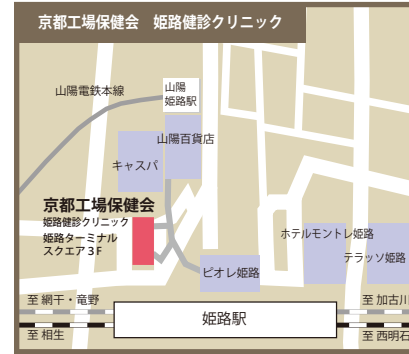 京都工場保健会　姫路健診クリニック
山陽電鉄本線
山陽
姫路駅
山陽百貨店
キャスパ
京都工場保健会
姫路健診クリニック
姫路ターミナル
スクエア3F
ホテルモントレ姫路
テラッソ姫路
ピオレ姫路
至 網干・竜野
至 加古川
姫路駅
至 相生
至 西明石